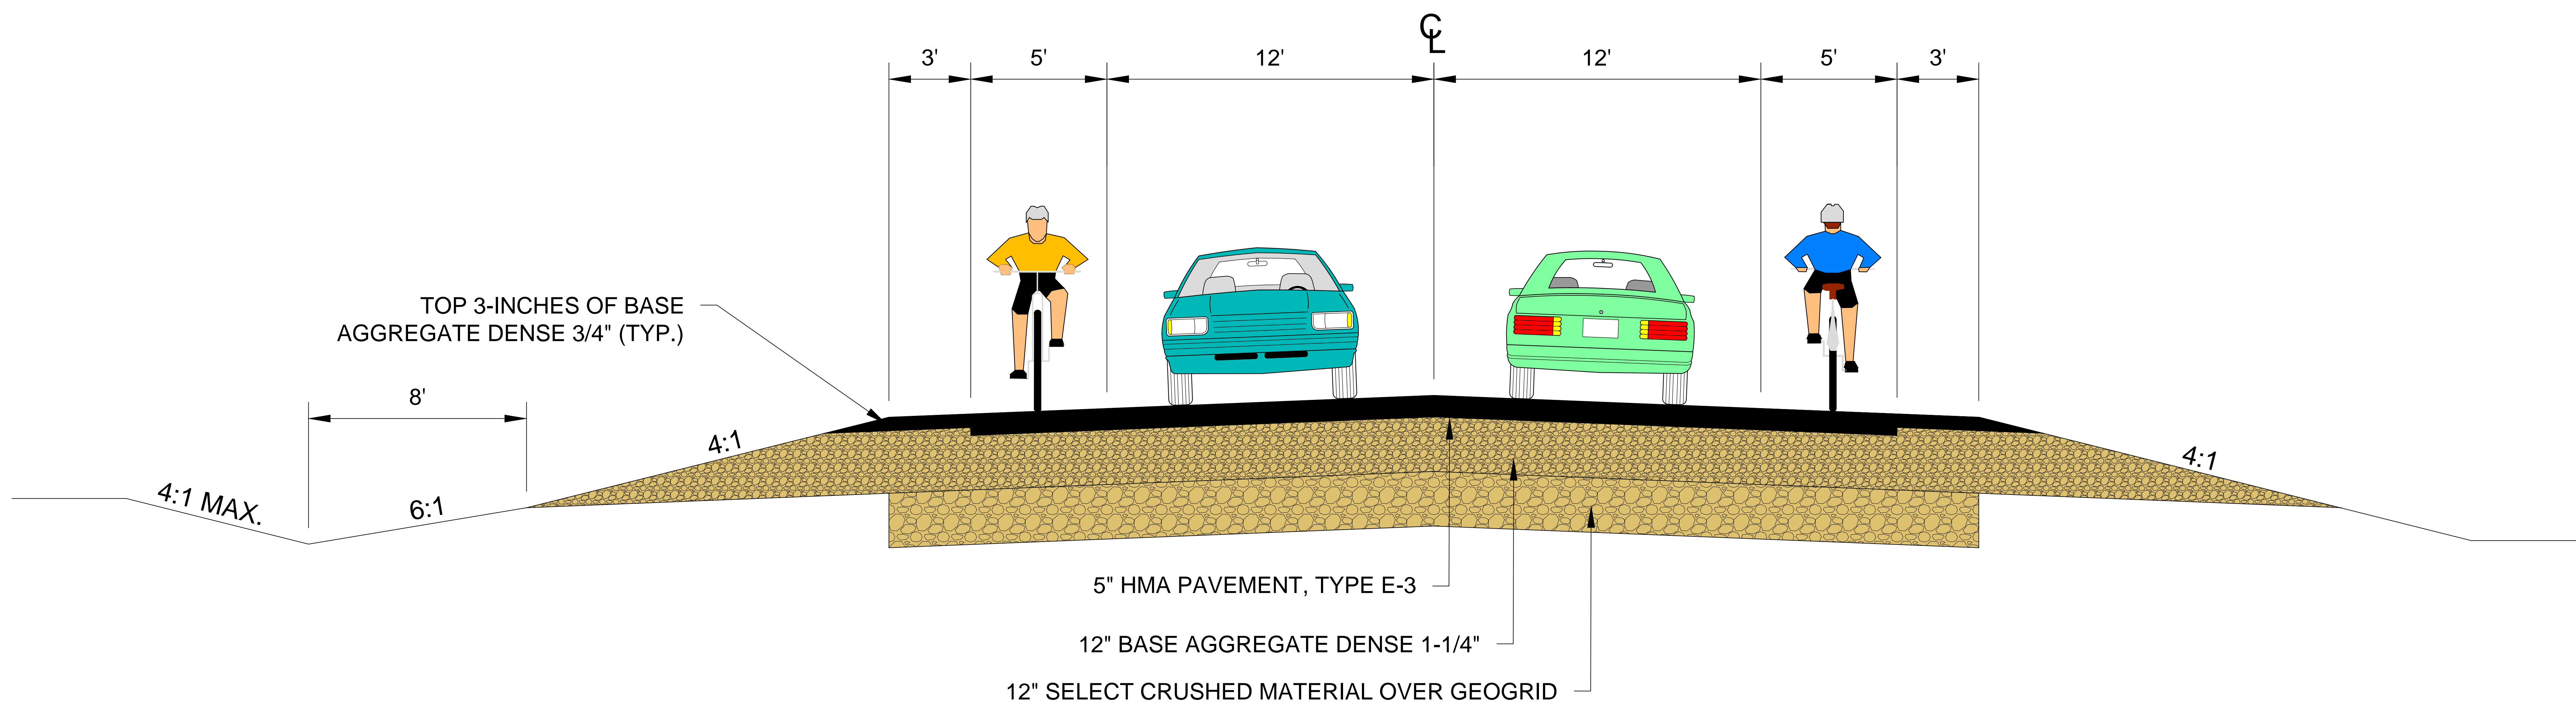 ℄
3' 5' 12' 12' 5' 3'
TOP 3-INCHES OF BASE
AGGREGATE DENSE 3/4" (TYP.)
8'
4:1 MAX.
6:1
4:1
4:1
5" HMA PAVEMENT, TYPE E-3
12" BASE AGGREGATE DENSE 1-1/4"
12" SELECT CRUSHED MATERIAL OVER GEOGRID